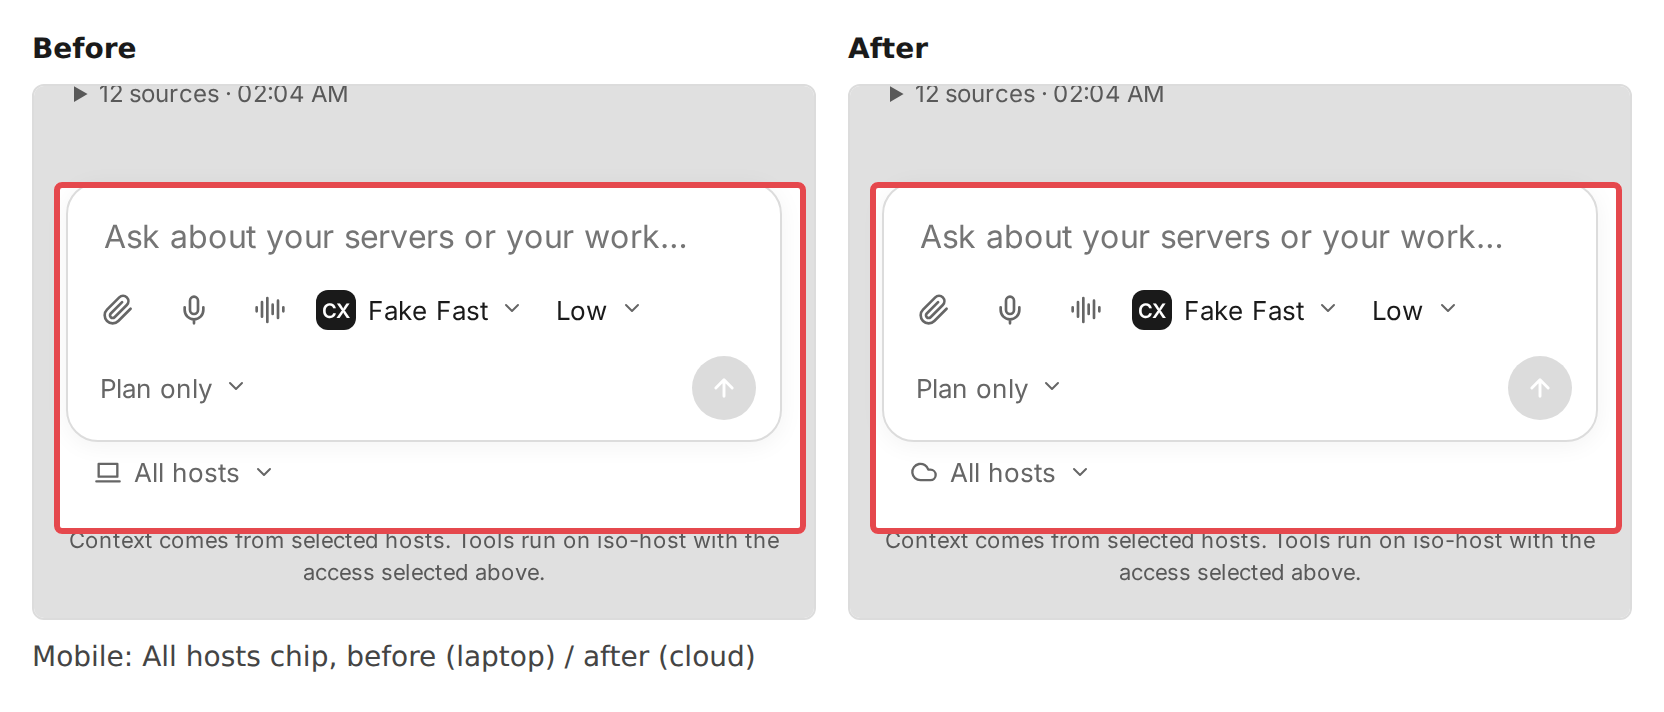 Before
12 sources · 02:04 AM
Ask about your servers or your work...
CX Fake Fast Low
Plan only
All hosts
Context comes from selected hosts. Tools run on iso-host with the
access selected above.
After
12 sources · 02:04 AM
Ask about your servers or your work...
CX Fake Fast Low
Plan only
All hosts
Context comes from selected hosts. Tools run on iso-host with the
access selected above.
Mobile: All hosts chip, before (laptop) / after (cloud)